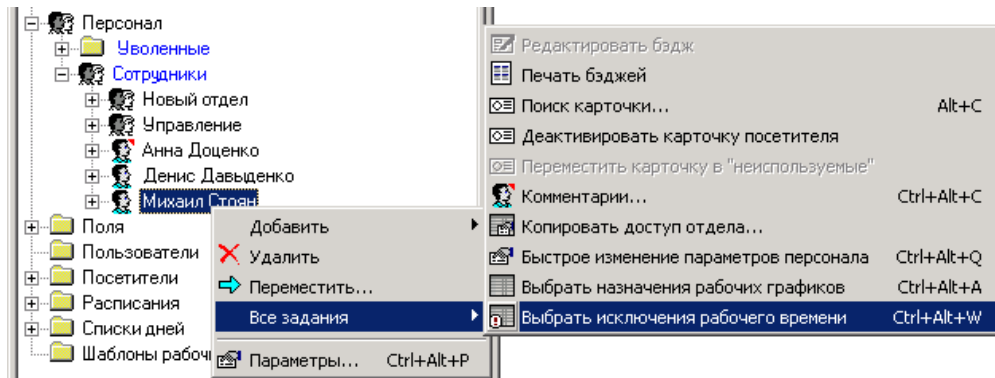 Персонал
Уволенные
Сотрудники
Новый отдел
Управление
Анна Доценко
Денис Давыденко
Михаил Стоян
Поля
Пользователи
Посетители
Расписания
Списки дней
Шаблоны рабочи
Добавить
Удалить
Переместить...
Все задания
Параметры... Ctrl+Alt+P
Редактировать бэдж
Печать бэджей
Поиск карточки... Alt+C
Деактивировать карточку посетителя
Переместить карточку в "неиспользуемые"
Комментарии... Ctrl+Alt+C
Копировать доступ отдела...
Быстрое изменение параметров персонала Ctrl+Alt+Q
Выбрать назначения рабочих графиков Ctrl+Alt+A
Выбрать исключения рабочего времени Ctrl+Alt+W